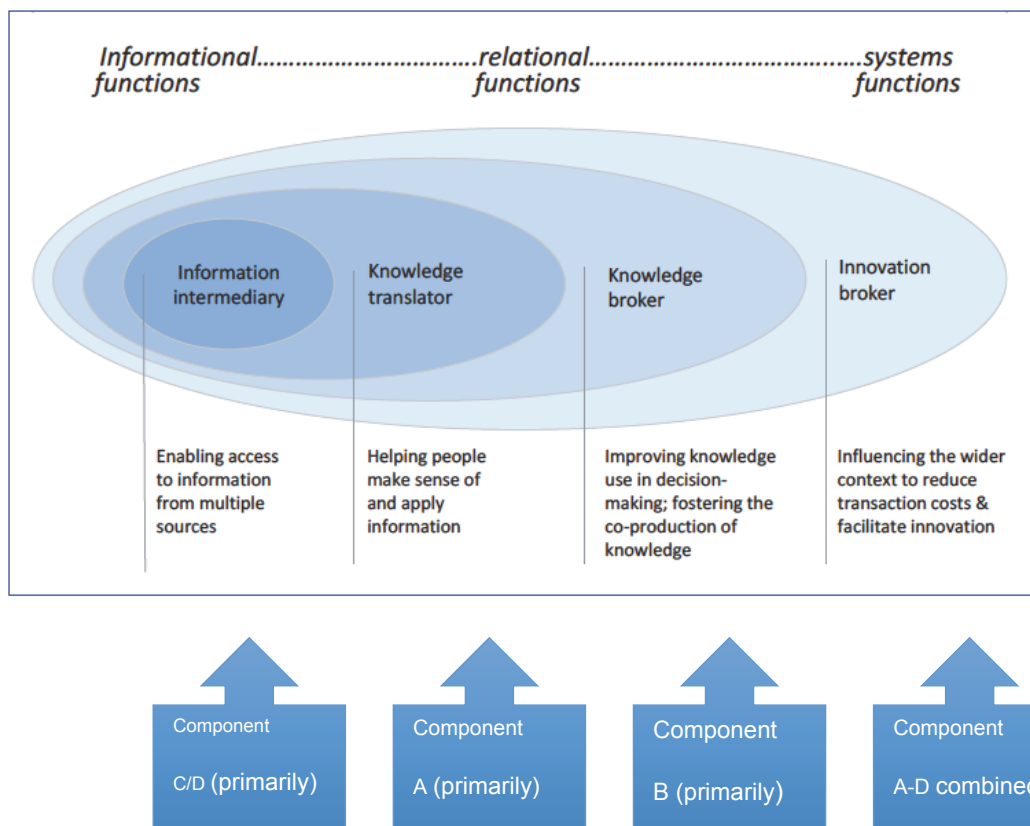 Informational……………………………..relational…………………………………..……systems
functions functions functions
Information
intermediary
Knowledge
translator
Knowledge
broker
Innovation
broker
Enabling access
to information
from multiple
sources
Helping people
make sense of
and apply
information
Improving knowledge
use in decision-
making; fostering the
co-production of
knowledge
Influencing the wider
context to reduce
transaction costs &
facilitate innovation
Component
C/D (primarily)
Component
A (primarily)
Component
B (primarily)
Component
A-D combined